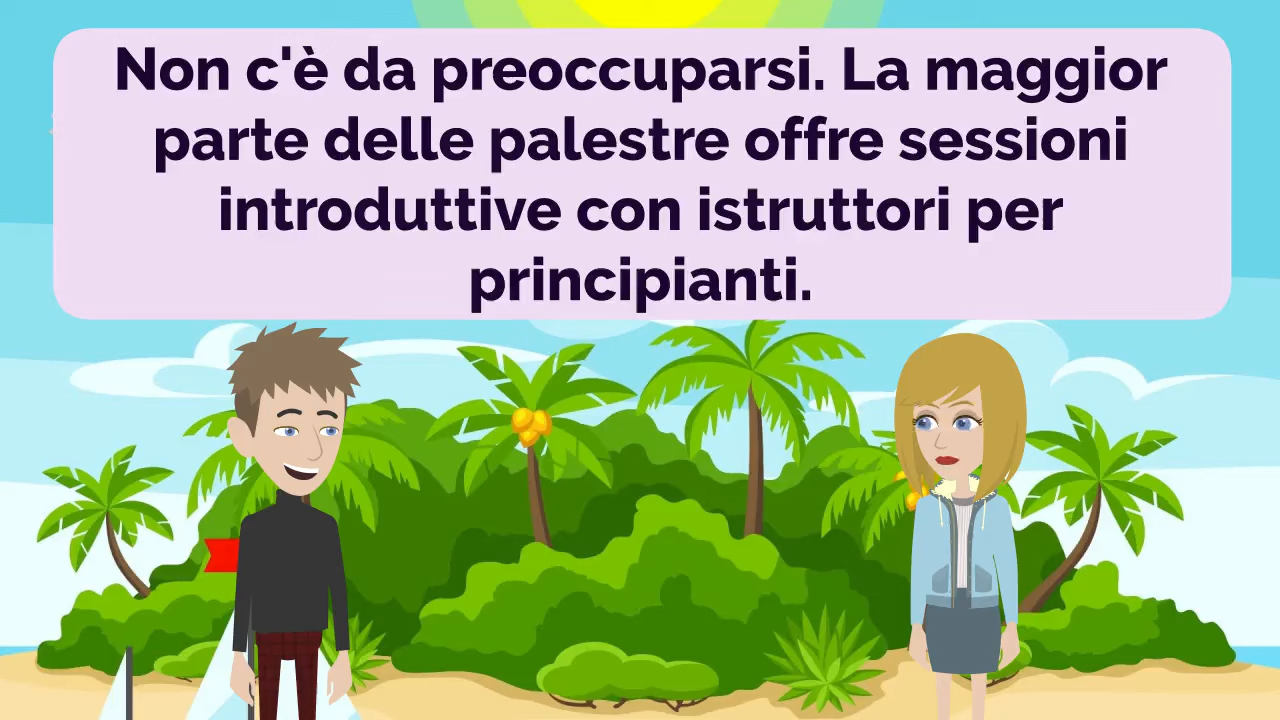 Non c'è da preoccuparsi. La maggior
parte delle palestre offre sessioni
introduttive con istruttori per
principianti.